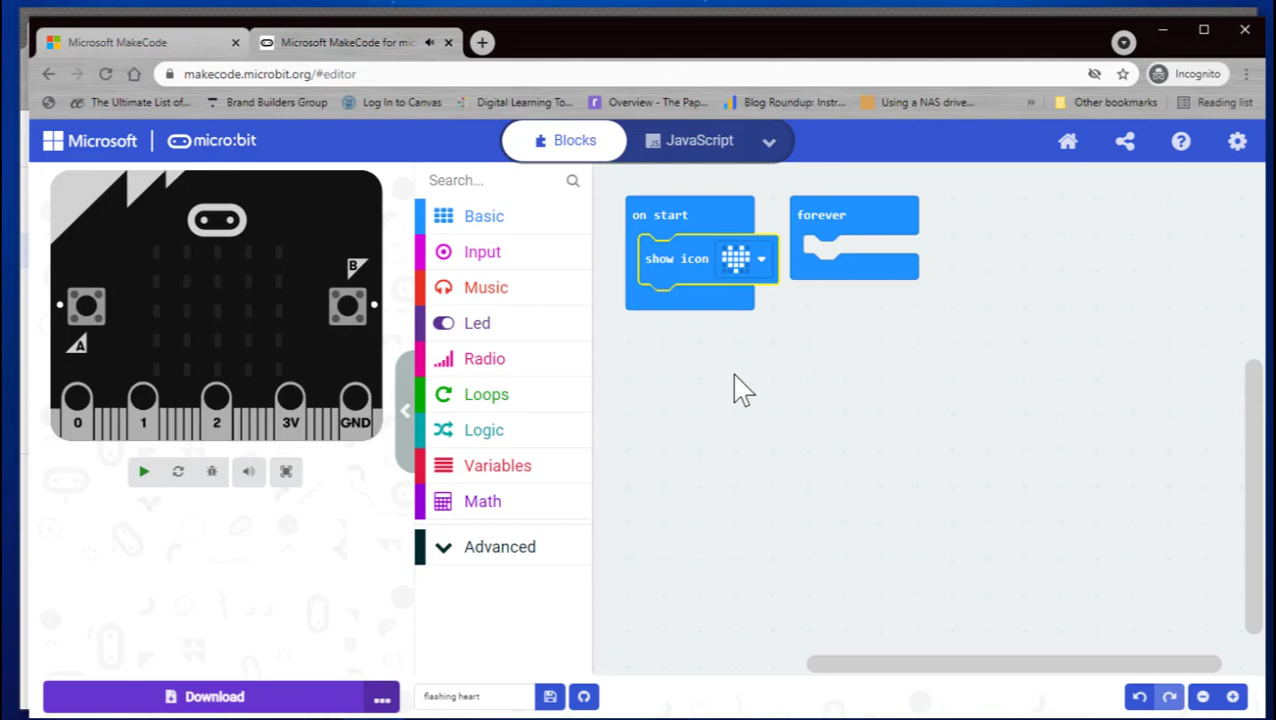 Microsoft MakeCode
Microsoft MakeCode for mic
makecode.microbit.org/#editor
Incognito
The Ultimate List of...
Brand Builders Group
Log In to Canvas
Digital Learning To...
Overview - The Pap...
Blog Roundup: Instr...
Using a NAS drive...
»
Other bookmarks
Reading list
Microsoft
micro:bit
Blocks
JS JavaScript
Search...
Basic
Input
Music
Led
Radio
Loops
Logic
Variables
Math
Advanced
on start
show icon
forever
B
A
0 1 2 3V GND
Download
...
flashing heart